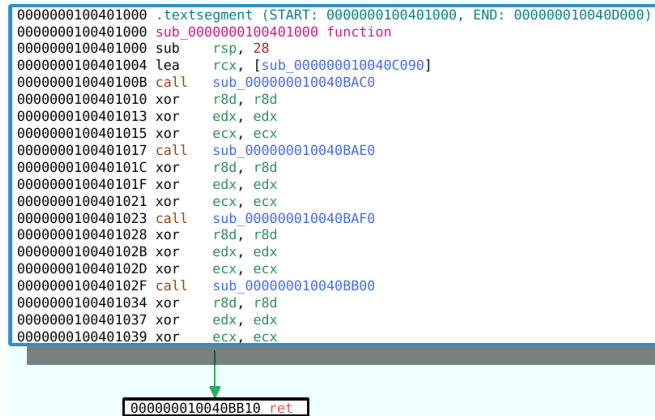 0000000100401000 .textsegment (START: 0000000100401000, END: 000000010040D000)
0000000100401000 sub_0000000100401000 function
0000000100401000 sub rsp, 28
0000000100401004 lea rcx, [sub_000000010040C090]
000000010040100B call sub_000000010040BAC0
0000000100401010 xor r8d, r8d
0000000100401013 xor edx, edx
0000000100401015 xor ecx, ecx
0000000100401017 call sub_000000010040BAE0
000000010040101C xor r8d, r8d
000000010040101F xor edx, edx
0000000100401021 xor ecx, ecx
0000000100401023 call sub_000000010040BAF0
0000000100401028 xor r8d, r8d
000000010040102B xor edx, edx
000000010040102D xor ecx, ecx
000000010040102F call sub_000000010040BB00
0000000100401034 xor r8d, r8d
0000000100401037 xor edx, edx
0000000100401039 xor ecx, ecx
000000010040BB10 ret